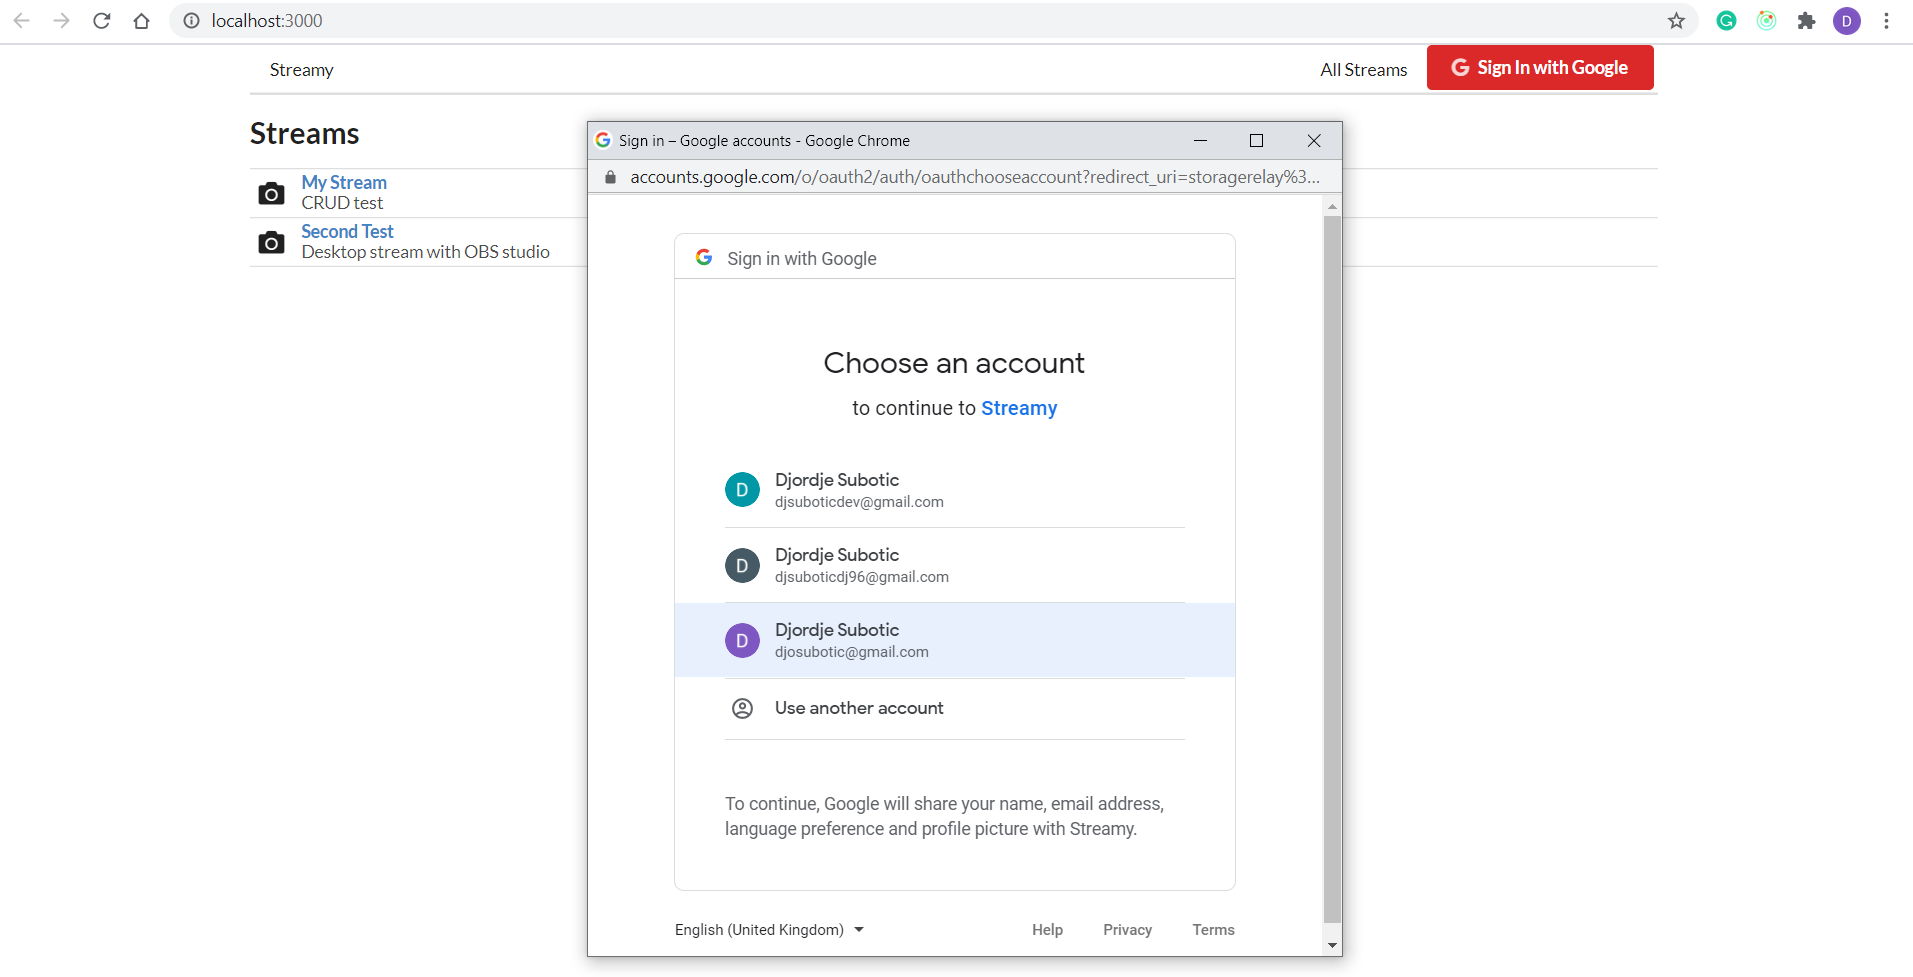 localhost:3000
D
Streamy
All Streams
Sign In with Google
Streams
My Stream
CRUD test
Second Test
Desktop stream with OBS studio
Sign in – Google accounts - Google Chrome
accounts.google.com/o/oauth2/auth/oauthchooseaccount?redirect_uri=storagerelay%3...
Sign in with Google
Choose an account
to continue to Streamy
D
Djordje Subotic
djsuboticdev@gmail.com
D
Djordje Subotic
djsuboticdj96@gmail.com
D
Djordje Subotic
djosubotic@gmail.com
Use another account
To continue, Google will share your name, email address,
language preference and profile picture with Streamy.
English (United Kingdom)
Help
Privacy
Terms